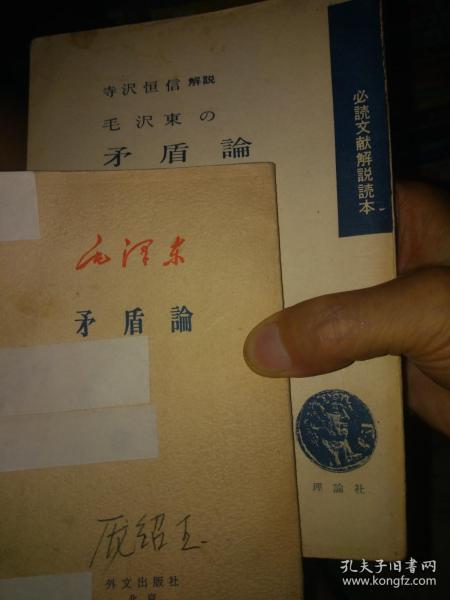 寺沢恒信 解説
毛沢東の
矛盾論
必読文献解説読本
理論社
毛泽东
矛盾論
外文出版社
北京
孔夫子旧书网
www.kongfz.com